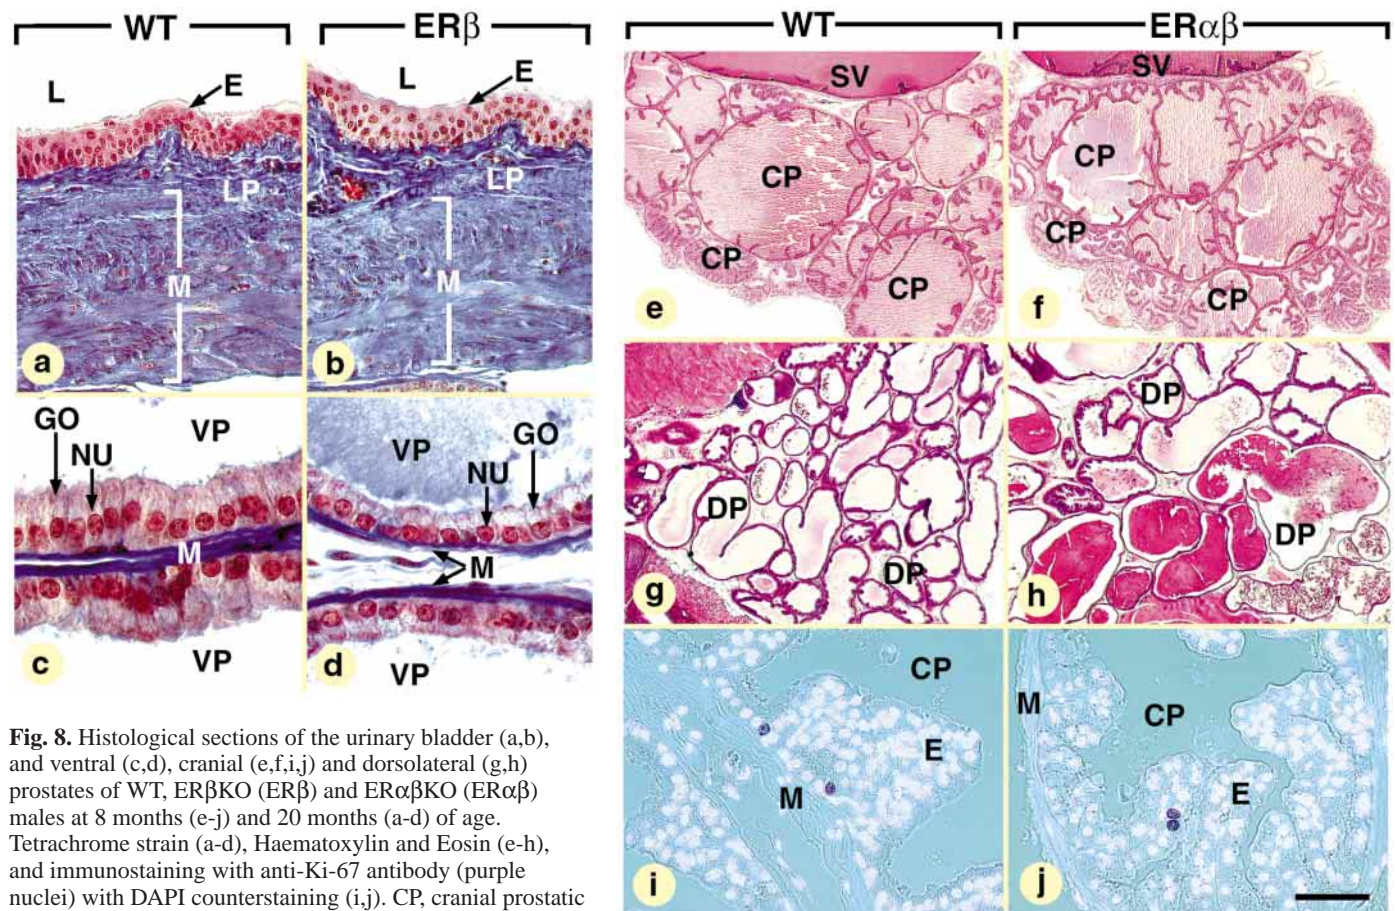 WT
ERβ
L
E
LP
M
a
L
E
LP
M
b
GO
NU
VP
M
VP
c
VP
NU
GO
M
VP
d
WT
ERαβ
SV
CP
CP
CP
e
SV
CP
CP
CP
f
DP
DP
g
DP
DP
h
CP
E
M
i
M
CP
E
j
Fig. 8. Histological sections of the urinary bladder (a,b),
and ventral (c,d), cranial (e,f,i,j) and dorsolateral (g,h)
prostates of WT, ERβKO (ERβ) and ERαβKO (ERαβ)
males at 8 months (e-j) and 20 months (a-d) of age.
Tetrachrome strain (a-d), Haematoxylin and Eosin (e-h),
and immunostaining with anti-Ki-67 antibody (purple
nuclei) with DAPI counterstaining (i,j). CP, cranial prostatic